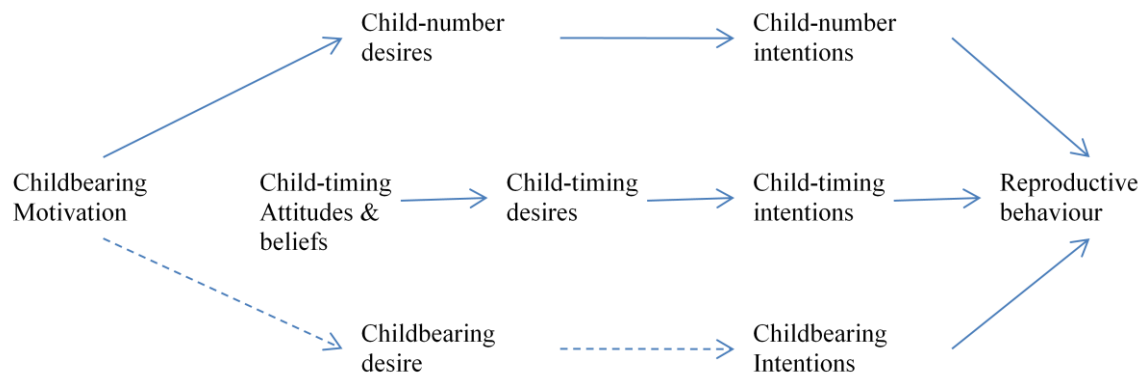 Child-number
desires
Child-number
intentions
Childbearing
Motivation
Child-timing
Attitudes &
beliefs
Child-timing
desires
Child-timing
intentions
Reproductive
behaviour
Childbearing
desire
Childbearing
Intentions